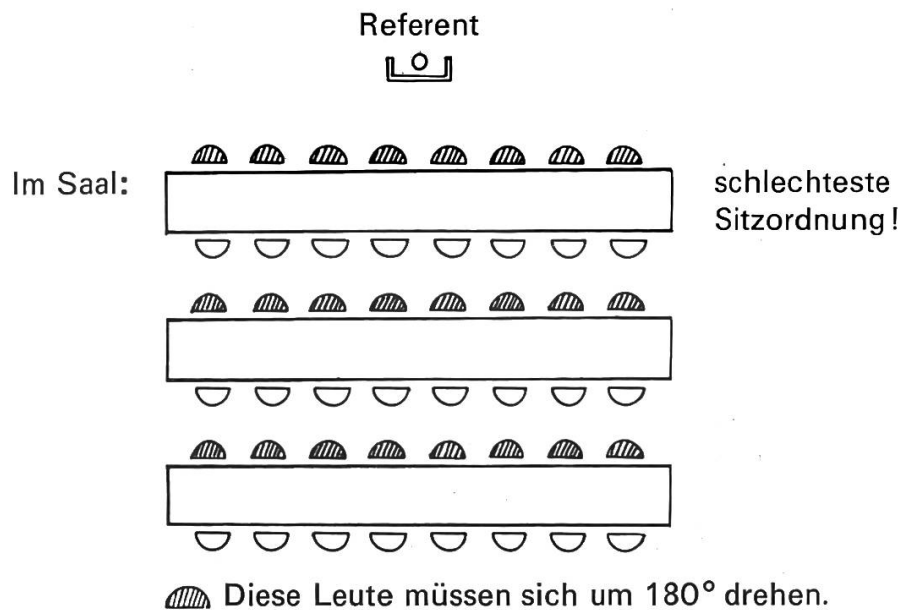 Referent
Im Saal:
schlechteste
Sitzordnung!
Diese Leute müssen sich um 180° drehen.